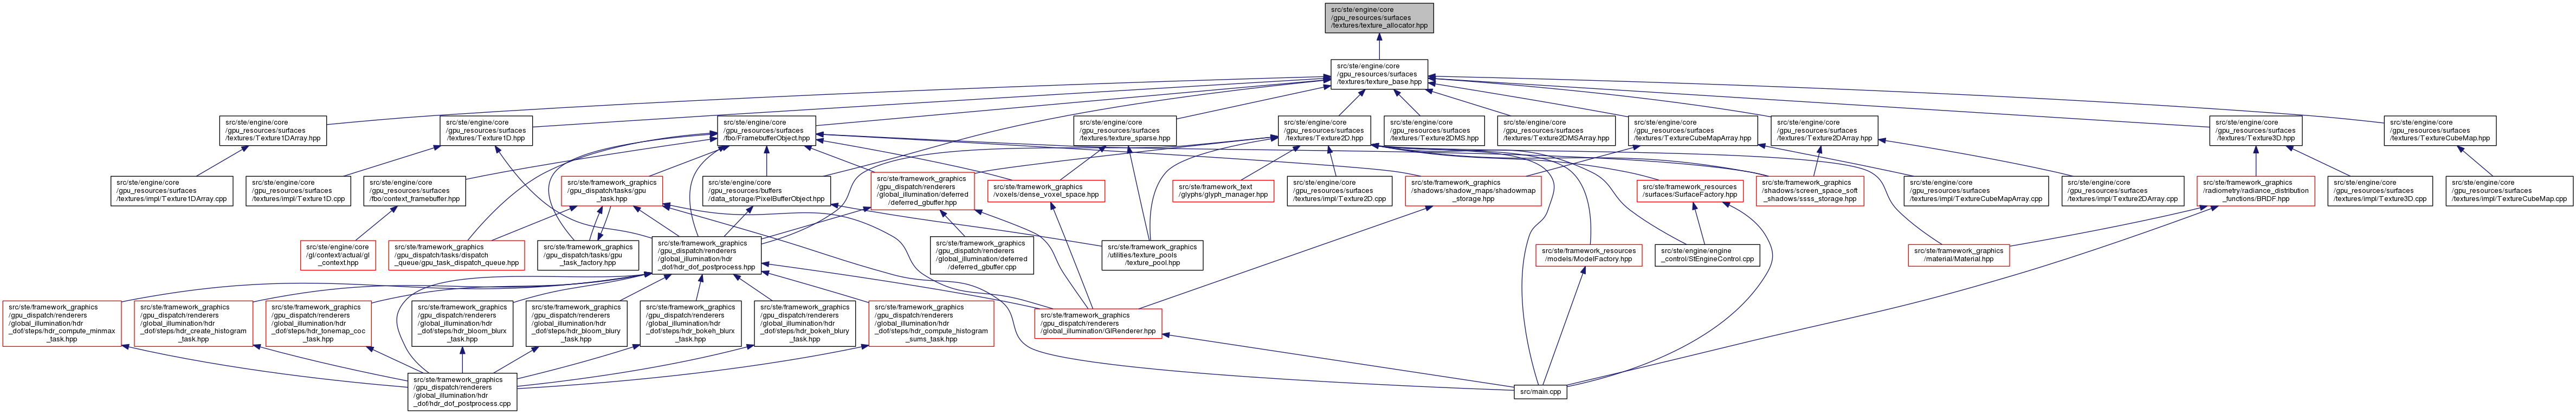 src/ste/engine/core
/gpu_resources/surfaces
/textures/texture_allocator.hpp
src/ste/engine/core
/gpu_resources/surfaces
/textures/texture_base.hpp
src/ste/engine/core
/gpu_resources/surfaces
/textures/Texture1DArray.hpp
src/ste/engine/core
/gpu_resources/surfaces
/textures/Texture1D.hpp
src/ste/engine/core
/gpu_resources/surfaces
/fbo/FramebufferObject.hpp
src/ste/engine/core
/gpu_resources/surfaces
/textures/texture_sparse.hpp
src/ste/engine/core
/gpu_resources/surfaces
/textures/Texture2D.hpp
src/ste/engine/core
/gpu_resources/surfaces
/textures/Texture2DMS.hpp
src/ste/engine/core
/gpu_resources/surfaces
/textures/Texture2DMSArray.hpp
src/ste/engine/core
/gpu_resources/surfaces
/textures/TextureCubeMapArray.hpp
src/ste/engine/core
/gpu_resources/surfaces
/textures/Texture2DArray.hpp
src/ste/engine/core
/gpu_resources/surfaces
/textures/Texture3D.hpp
src/ste/engine/core
/gpu_resources/surfaces
/textures/TextureCubeMap.hpp
src/ste/engine/core
/gpu_resources/surfaces
/textures/impl/Texture1DArray.cpp
src/ste/engine/core
/gpu_resources/surfaces
/textures/impl/Texture1D.cpp
src/ste/engine/core
/gpu_resources/surfaces
/fbo/context_framebuffer.hpp
src/ste/framework_graphics
/gpu_dispatch/tasks/gpu
_task.hpp
src/ste/engine/core
/gpu_resources/buffers
/data_storage/PixelBufferObject.hpp
src/ste/framework_graphics
/gpu_dispatch/renderers
/global_illumination/deferred
/deferred_gbuffer.hpp
src/ste/framework_graphics
/voxels/dense_voxel_space.hpp
src/ste/framework_text
/glyphs/glyph_manager.hpp
src/ste/engine/core
/gpu_resources/surfaces
/textures/impl/Texture2D.cpp
src/ste/framework_graphics
/shadows/shadow_maps/shadowmap
_storage.hpp
src/ste/framework_resources
/surfaces/SurfaceFactory.hpp
src/ste/framework_graphics
/shadows/screen_space_soft
_shadows/ssss_storage.hpp
src/ste/engine/core
/gpu_resources/surfaces
/textures/impl/TextureCubeMapArray.cpp
src/ste/engine/core
/gpu_resources/surfaces
/textures/impl/Texture2DArray.cpp
src/ste/framework_graphics
/radiometry/radiance_distribution
_functions/BRDF.hpp
src/ste/engine/core
/gpu_resources/surfaces
/textures/impl/Texture3D.cpp
src/ste/engine/core
/gpu_resources/surfaces
/textures/impl/TextureCubeMap.cpp
src/ste/engine/core
/gl/context/actual/gl
_context.hpp
src/ste/framework_graphics
/gpu_dispatch/tasks/dispatch
_queue/gpu_task_dispatch_queue.hpp
src/ste/framework_graphics
/gpu_dispatch/tasks/gpu
_task_factory.hpp
src/ste/framework_graphics
/gpu_dispatch/renderers
/global_illumination/hdr
_dof/hdr_dof_postprocess.hpp
src/ste/framework_graphics
/gpu_dispatch/renderers
/global_illumination/deferred
/deferred_gbuffer.cpp
src/ste/framework_graphics
/utilities/texture_pools
/texture_pool.hpp
src/ste/framework_resources
/models/ModelFactory.hpp
src/ste/engine/engine
_control/StEngineControl.cpp
src/ste/framework_graphics
/material/Material.hpp
src/ste/framework_graphics
/gpu_dispatch/renderers
/global_illumination/hdr
_dof/steps/hdr_compute_minmax
_task.hpp
src/ste/framework_graphics
/gpu_dispatch/renderers
/global_illumination/hdr
_dof/steps/hdr_create_histogram
_task.hpp
src/ste/framework_graphics
/gpu_dispatch/renderers
/global_illumination/hdr
_dof/steps/hdr_tonemap_coc
_task.hpp
src/ste/framework_graphics
/gpu_dispatch/renderers
/global_illumination/hdr
_dof/steps/hdr_bloom_blurx
_task.hpp
src/ste/framework_graphics
/gpu_dispatch/renderers
/global_illumination/hdr
_dof/steps/hdr_bloom_blury
_task.hpp
src/ste/framework_graphics
/gpu_dispatch/renderers
/global_illumination/hdr
_dof/steps/hdr_bokeh_blurx
_task.hpp
src/ste/framework_graphics
/gpu_dispatch/renderers
/global_illumination/hdr
_dof/steps/hdr_bokeh_blury
_task.hpp
src/ste/framework_graphics
/gpu_dispatch/renderers
/global_illumination/hdr
_dof/steps/hdr_compute_histogram
_sums_task.hpp
src/ste/framework_graphics
/gpu_dispatch/renderers
/global_illumination/GIRenderer.hpp
src/ste/framework_graphics
/gpu_dispatch/renderers
/global_illumination/hdr
_dof/hdr_dof_postprocess.cpp
src/main.cpp